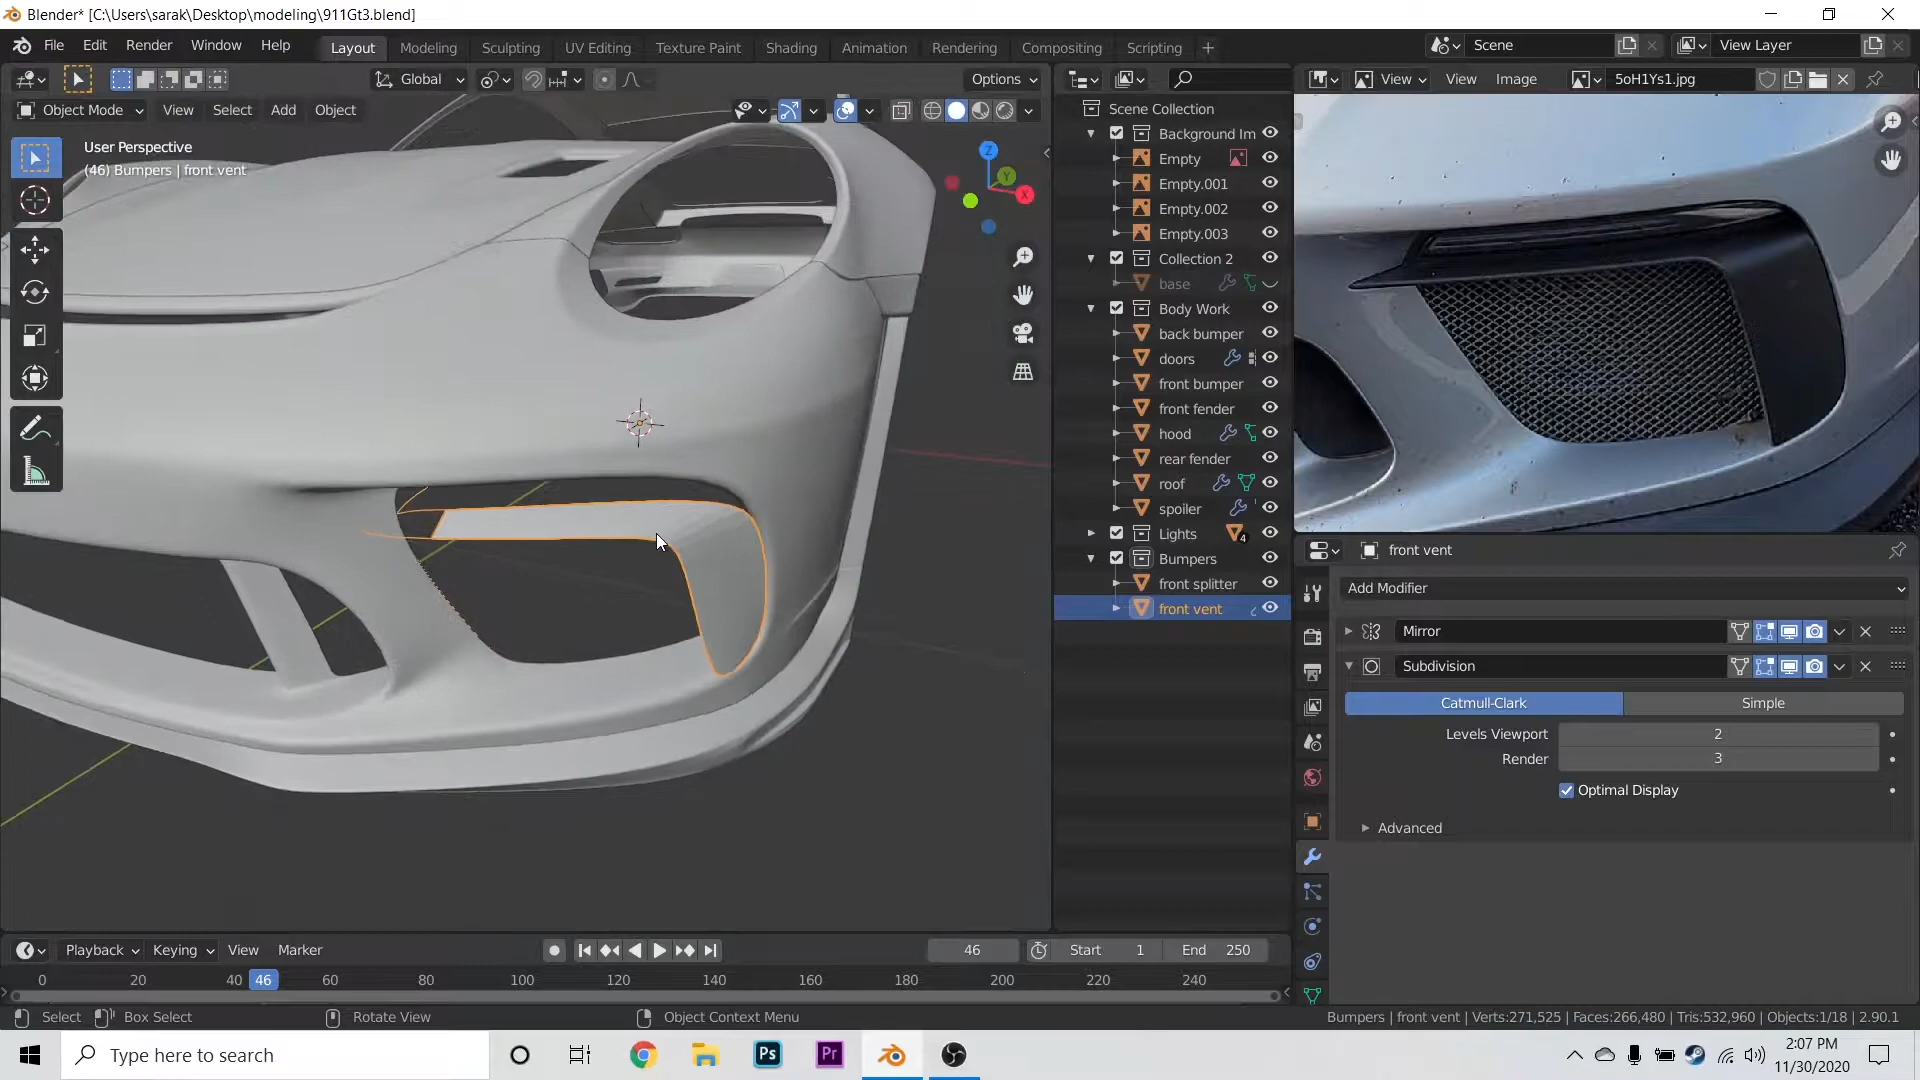 Blender* [C:\Users\sarak\Desktop\modeling\911Gt3.blend]
File Edit Render Window Help
Layout Modeling Sculpting UV Editing Texture Paint Shading Animation Rendering Compositing Scripting +
Scene
View Layer
Global
Options
View View Image 5oH1Ys1.jpg
Object Mode View Select Add Object
User Perspective
(46) Bumpers | front vent
Z
Y
X
Scene Collection
Background Im
Empty
Empty.001
Empty.002
Empty.003
Collection 2
base
Body Work
back bumper
doors
front bumper
front fender
hood
rear fender
roof
spoiler
Lights
4
Bumpers
front splitter
front vent
front vent
Add Modifier
Mirror
Subdivision
Catmull-Clark Simple
Levels Viewport 2
Render 3
Optimal Display
Advanced
Playback Keying View Marker
46 Start 1 End 250
0 20 40 46 60 80 100 120 140 160 180 200 220 240
Select Box Select Rotate View Object Context Menu
Bumpers | front vent | Verts:271,525 | Faces:266,480 | Tris:532,960 | Objects:1/18 | 2.90.1
Type here to search
Ps
Pr
2:07 PM
11/30/2020